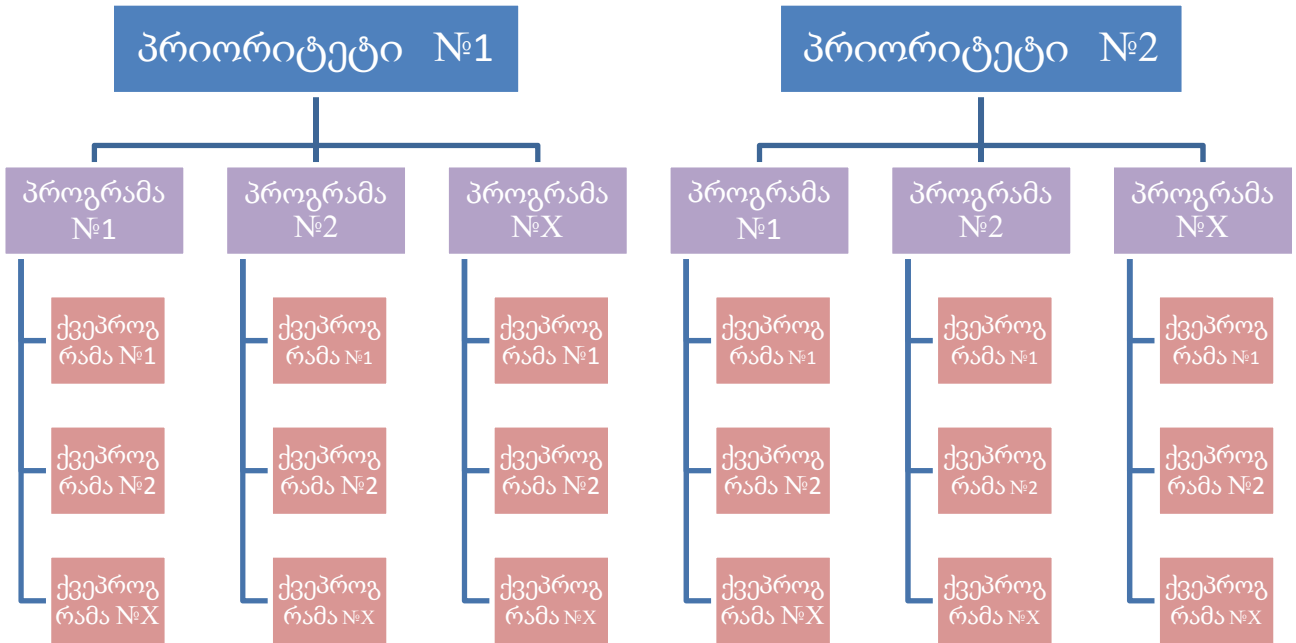 პრიორიტეტი №1
პრიორიტეტი №2
პროგრამა
№1
პროგრამა
№2
პროგრამა
№X
პროგრამა
№1
პროგრამა
№2
პროგრამა
№X
ქვეპროგ
რამა №1
ქვეპროგ
რამა №1
ქვეპროგ
რამა №1
ქვეპროგ
რამა №1
ქვეპროგ
რამა №1
ქვეპროგ
რამა №1
ქვეპროგ
რამა №2
ქვეპროგ
რამა №2
ქვეპროგ
რამა №2
ქვეპროგ
რამა №2
ქვეპროგ
რამა №2
ქვეპროგ
რამა №2
ქვეპროგ
რამა №X
ქვეპროგ
რამა №X
ქვეპროგ
რამა №X
ქვეპროგ
რამა №X
ქვეპროგ
რამა №X
ქვეპროგ
რამა №X